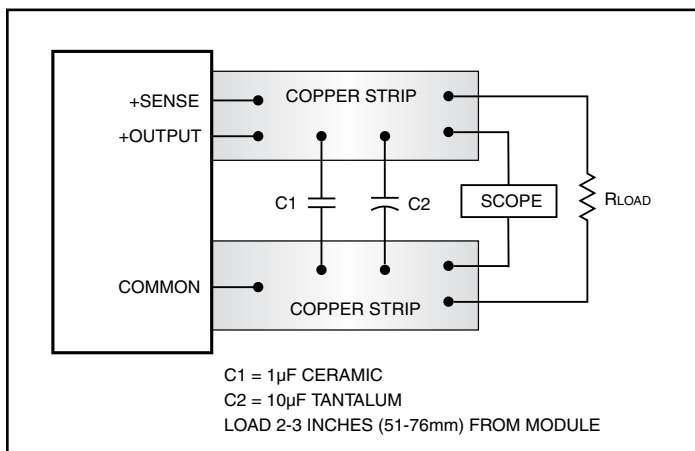 +SENSE
COPPER STRIP
+OUTPUT
C1
C2
SCOPE
RLOAD
COMMON
COPPER STRIP
C1 = 1µF CERAMIC
C2 = 10µF TANTALUM
LOAD 2-3 INCHES (51-76mm) FROM MODULE